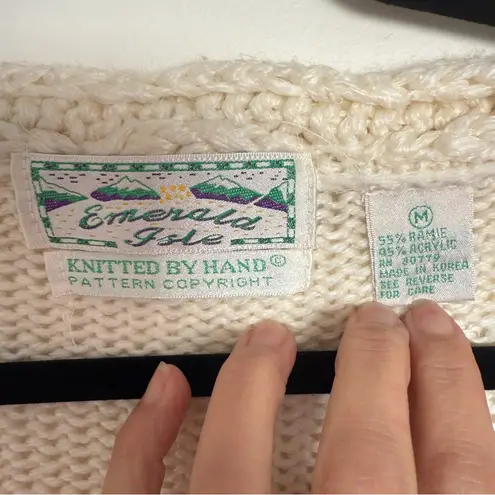 Emerald
Isle
KNITTED BY HAND ©
PATTERN COPYRIGHT
M
55% RAMIE
45% ACRYLIC
RN 40779
MADE IN KOREA
SEE REVERSE
FOR CARE